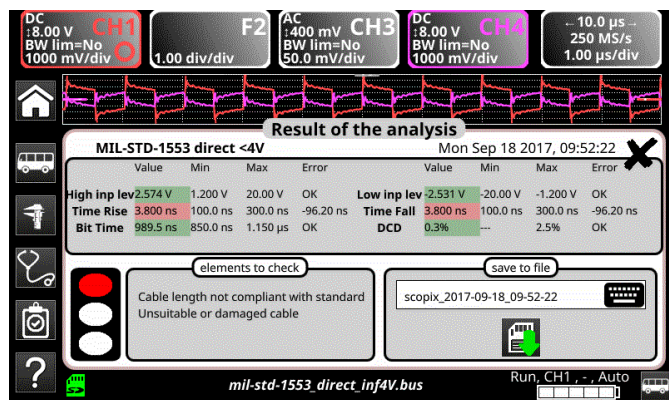 DC
↕8.00 V CH1
BW lim=No
1000 mV/div
F2
1.00 div/div
AC
↕400 mV CH3
BW lim=No
50.0 mV/div
DC
↕8.00 V CH4
BW lim=No
1000 mV/div
←10.0 µs→
250 MS/s
1.00 µs/div
Result of the analysis
MIL-STD-1553 direct <4V Mon Sep 18 2017, 09:52:22
Value Min Max Error Value Min Max Error
High inp lev 2.574 V 1.200 V 20.00 V OK Low inp lev -2.531 V -20.00 V -1.200 V OK
Time Rise 3.800 ns 100.0 ns 300.0 ns -96.20 ns Time Fall 3.800 ns 100.0 ns 300.0 ns -96.20 ns
Bit Time 989.5 ns 850.0 ns 1.150 µs OK DCD 0.3% --- 2.5% OK
elements to check
Cable length not compliant with standard
Unsuitable or damaged cable
save to file
scopix_2017-09-18_09-52-22
?
mil-std-1553_direct_inf4V.bus
Run, CH1 , - , Auto